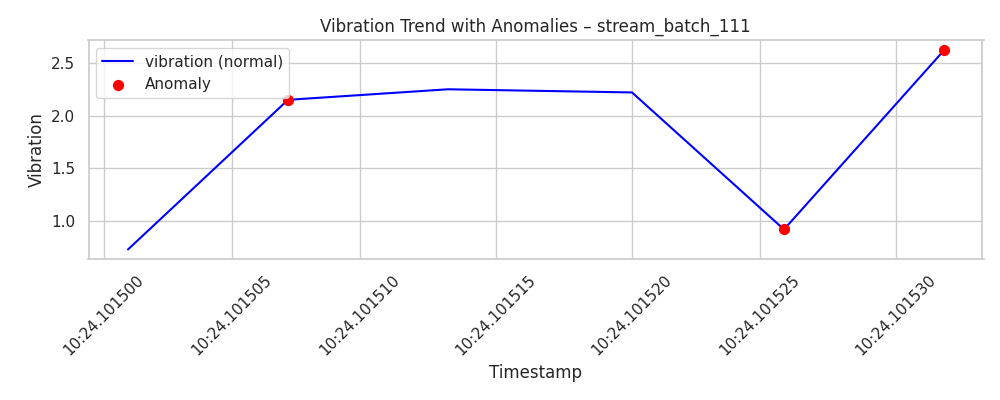 Vibration Trend with Anomalies – stream_batch_111
vibration (normal)
Anomaly
Vibration
2.5
2.0
1.5
1.0
10:24.101500
10:24.101505
10:24.101510
10:24.101515
10:24.101520
10:24.101525
10:24.101530
Timestamp